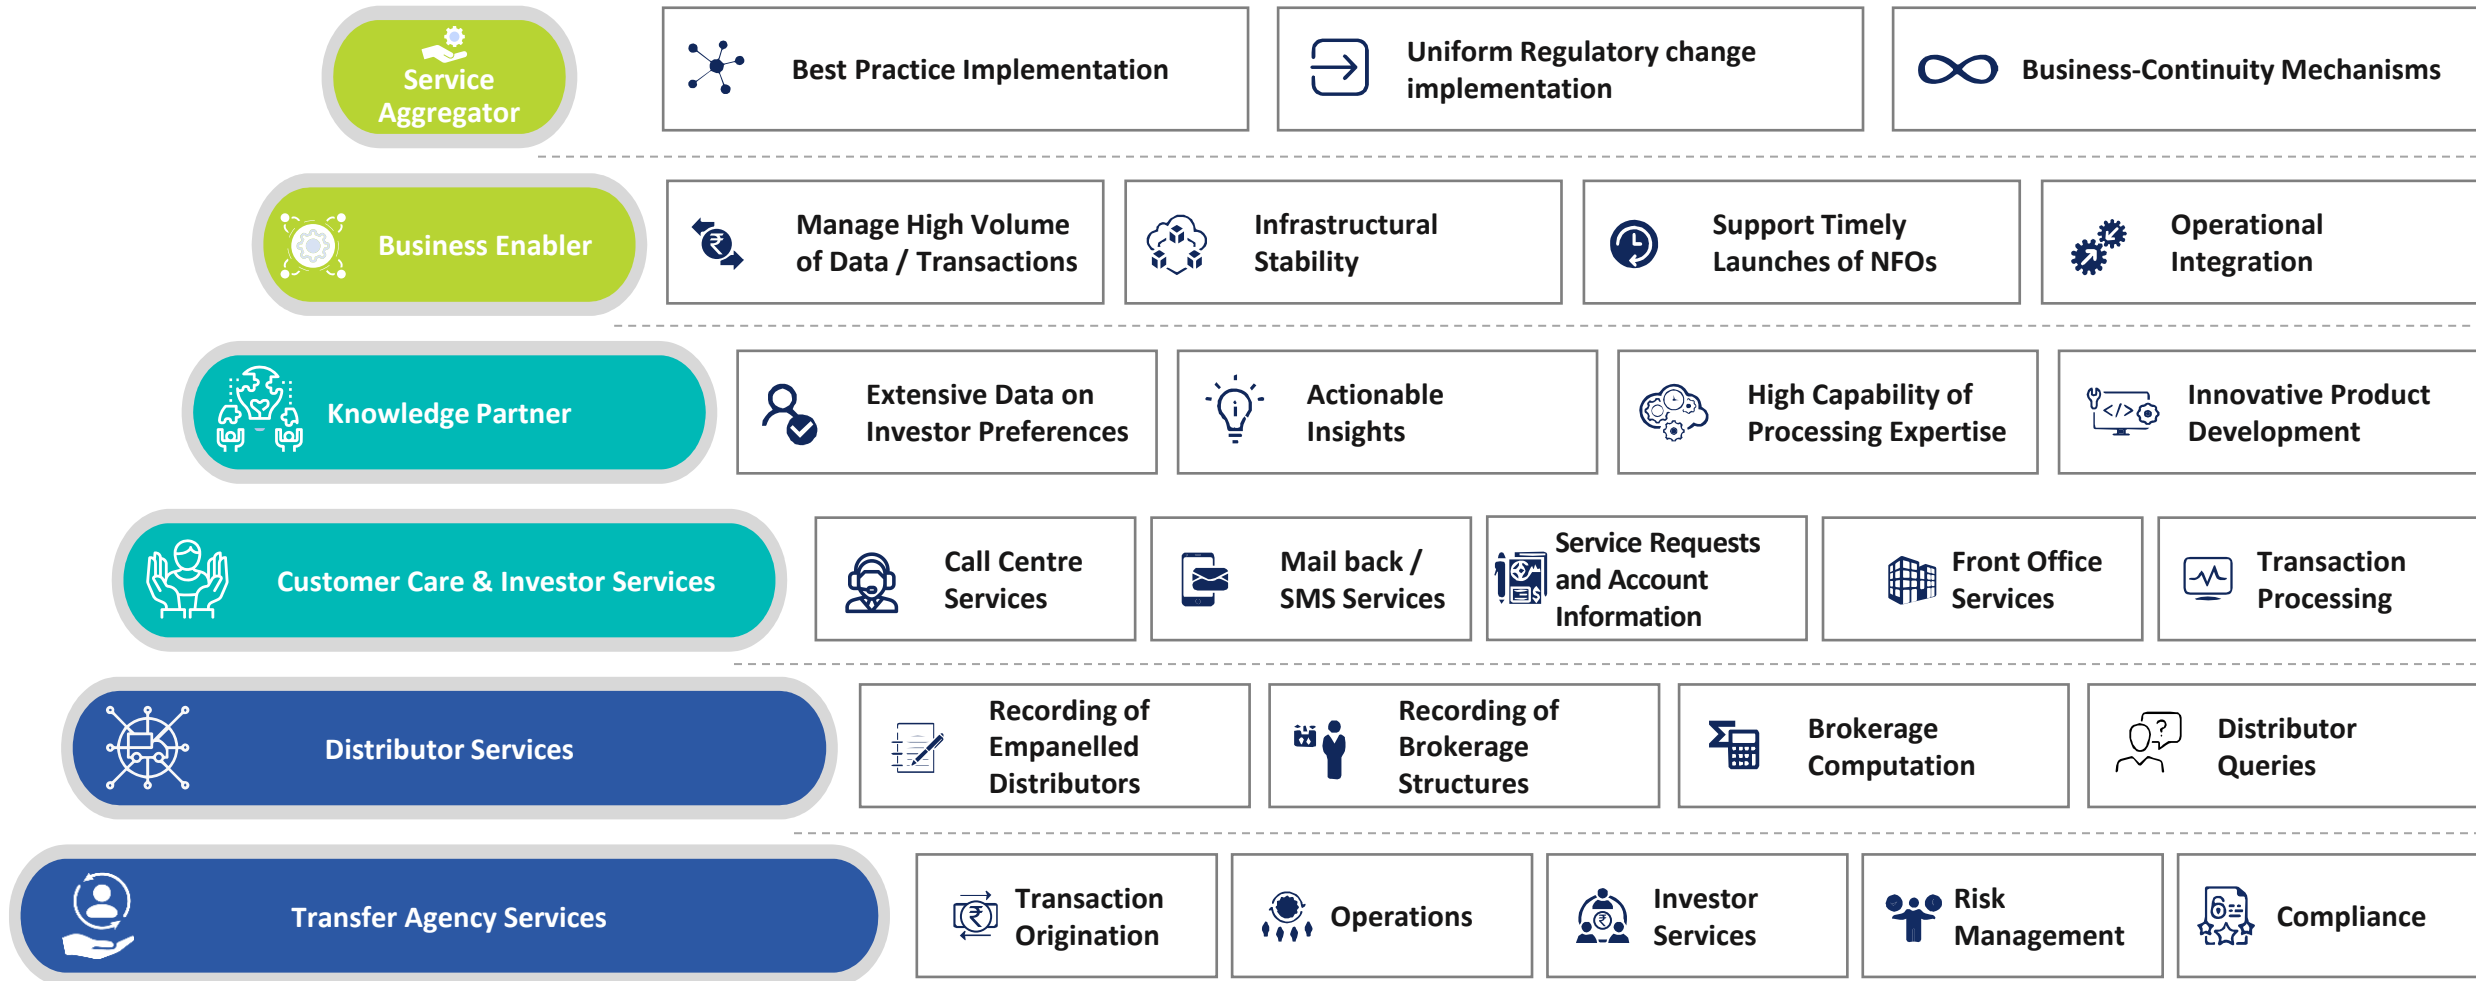 Service
Aggregator
Best Practice Implementation
Uniform Regulatory change
implementation
Business-Continuity Mechanisms
Business Enabler
Manage High Volume
of Data / Transactions
Infrastructural
Stability
Support Timely
Launches of NFOs
Operational
Integration
Knowledge Partner
Extensive Data on
Investor Preferences
Actionable
Insights
High Capability of
Processing Expertise
Innovative Product
Development
Customer Care & Investor Services
Call Centre
Services
Mail back /
SMS Services
Service Requests
and Account
Information
Front Office
Services
Transaction
Processing
Distributor Services
Recording of
Empanelled
Distributors
Recording of
Brokerage
Structures
Brokerage
Computation
Distributor
Queries
Transfer Agency Services
Transaction
Origination
Operations
Investor
Services
Risk
Management
Compliance